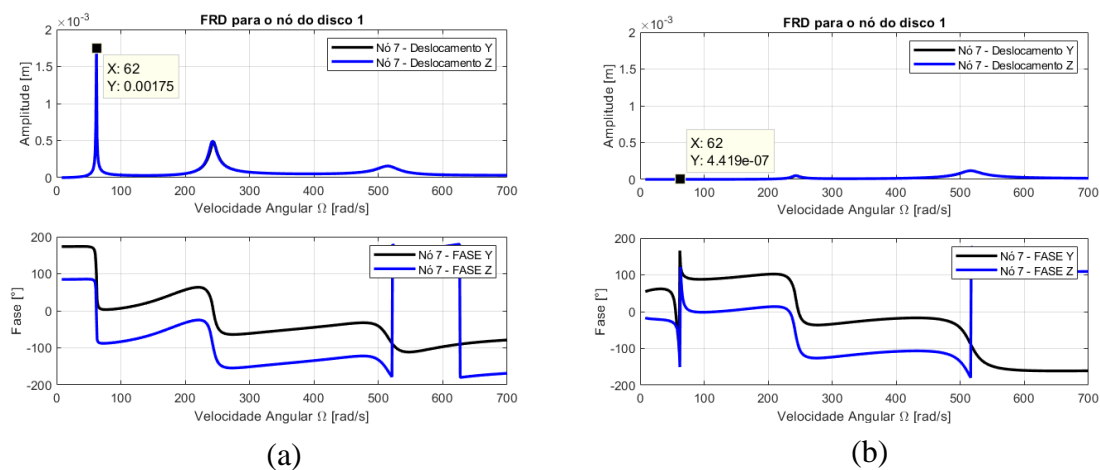 FRD para o nó do disco 1
×10⁻³
2
1.5
1
0.5
0
Amplitude [m]
X: 62
Y: 0.00175
Nó 7 - Deslocamento Y
Nó 7 - Deslocamento Z
0 100 200 300 400 500 600 700
Velocidade Angular Ω [rad/s]
200
100
0
-100
-200
Fase [°]
Nó 7 - FASE Y
Nó 7 - FASE Z
0 100 200 300 400 500 600 700
Velocidade Angular Ω [rad/s]
(a)
FRD para o nó do disco 1
×10⁻³
2
1.5
1
0.5
0
Amplitude [m]
X: 62
Y: 4.419e-07
Nó 7 - Deslocamento Y
Nó 7 - Deslocamento Z
0 100 200 300 400 500 600 700
Velocidade Angular Ω [rad/s]
200
100
0
-100
-200
Fase [°]
Nó 7 - FASE Y
Nó 7 - FASE Z
0 100 200 300 400 500 600 700
Velocidade Angular Ω [rad/s]
(b)